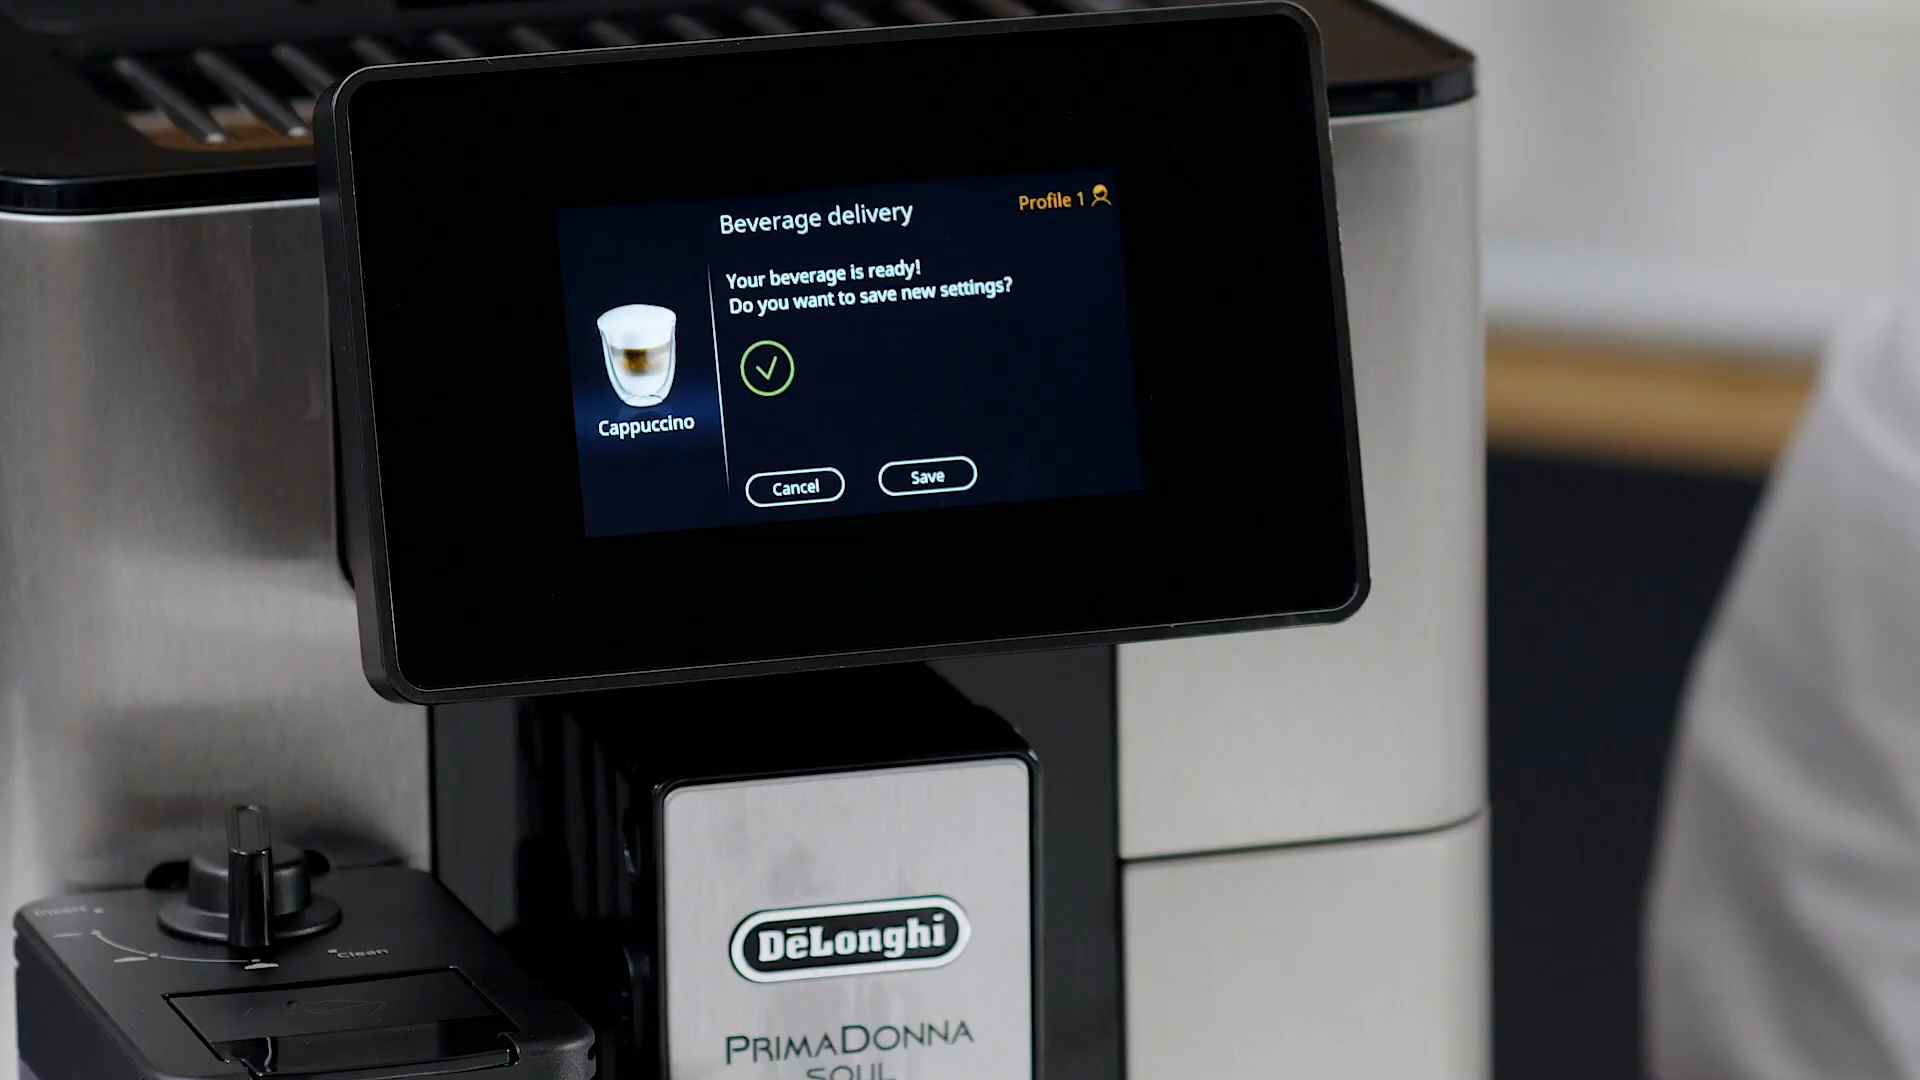 Beverage delivery
Profile 1
Your beverage is ready!
Do you want to save new settings?
Cappuccino
Cancel
Save
Insert
Clean
DēLonghi
PRIMADONNA
SOUL